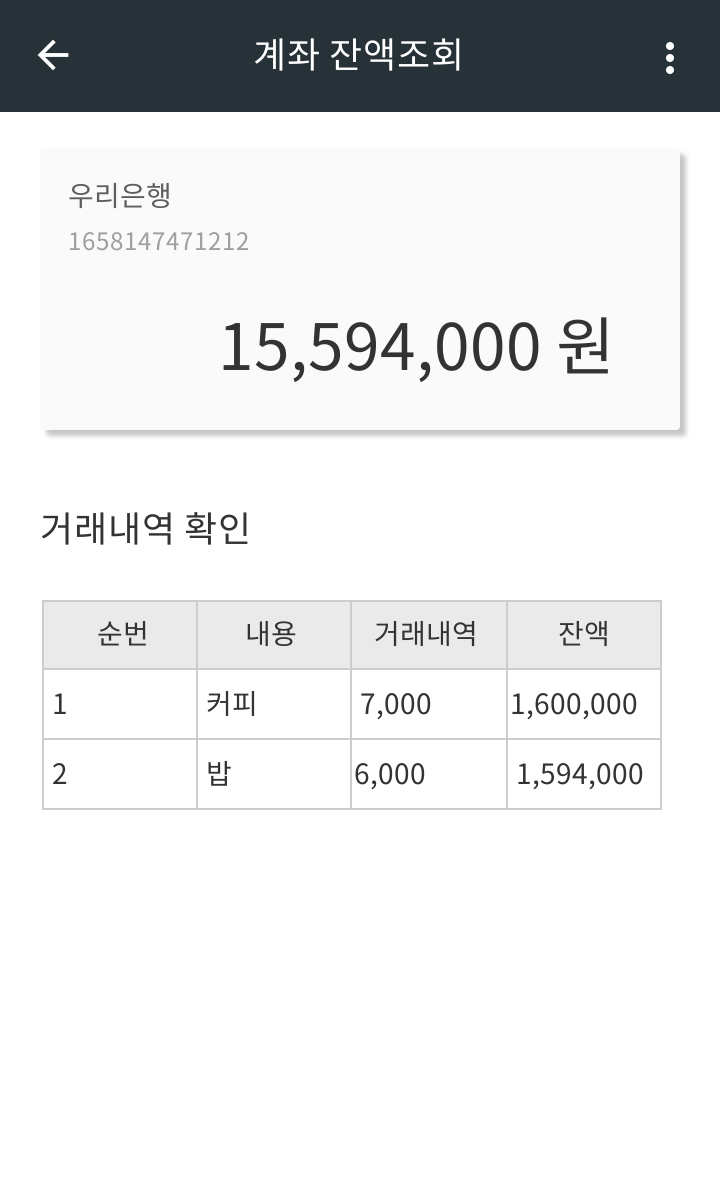 계좌 잔액조회
우리은행
1658147471212
15,594,000 원
거래내역 확인
순번 내용 거래내역 잔액
1 커피 7,000 1,600,000
2 밥 6,000 1,594,000